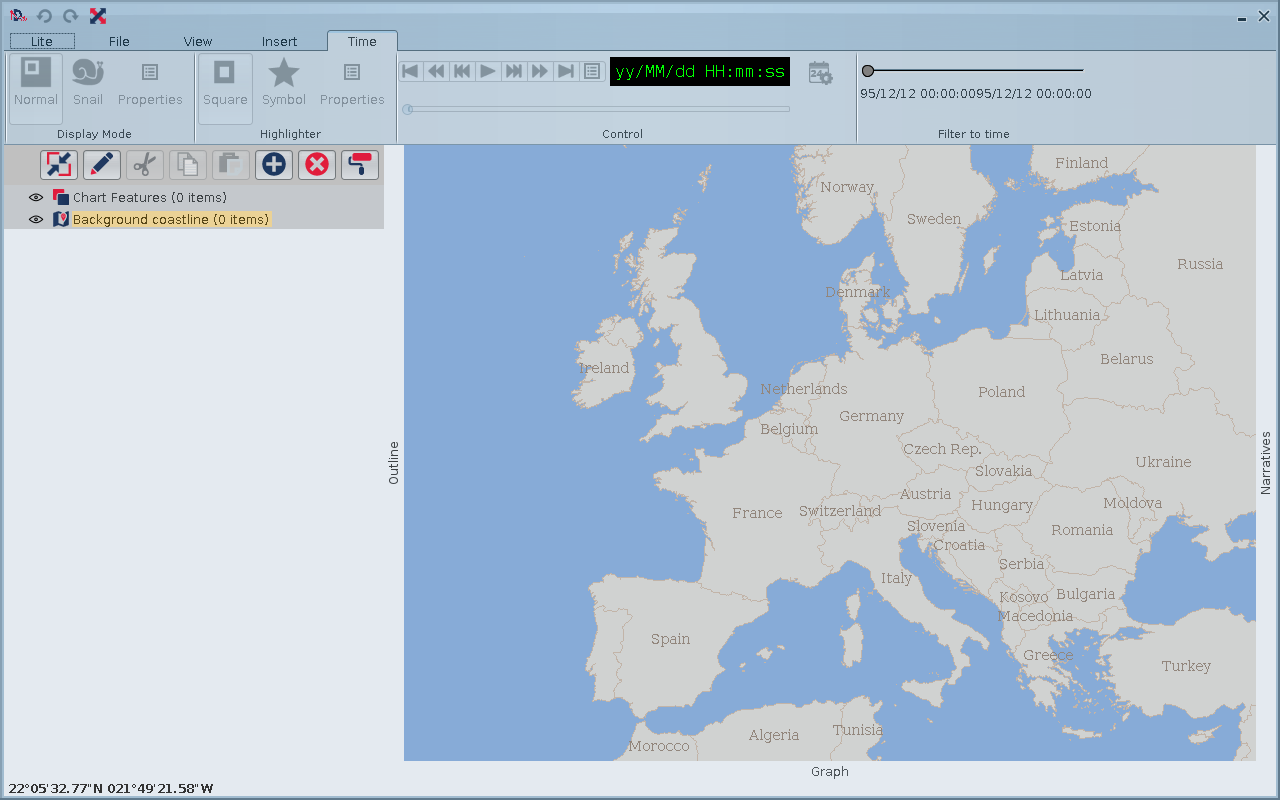 Lite File View Insert Time
Normal Snail Properties Square Symbol Properties
yy/MM/dd HH:mm:ss
24
95/12/12 00:00:00 95/12/12 00:00:00
Display Mode Highlighter Control Filter to time
Chart Features (0 items)
Background coastline (0 items)
Outline
Finland
Norway
Sweden
Estonia
Russia
Latvia
Denmark
Lithuania
Belarus
Ireland
Netherlands
Poland
Germany
Belgium
Czech Rep.
Ukraine
Slovakia
Austria
Hungary
Moldova
France
Switzerland
Slovenia
Romania
Croatia
Serbia
Italy
Kosovo
Bulgaria
Macedonia
Spain
Greece
Turkey
Algeria
Tunisia
Morocco
Narratives
Graph
22°05'32.77"N 021°49'21.58"W